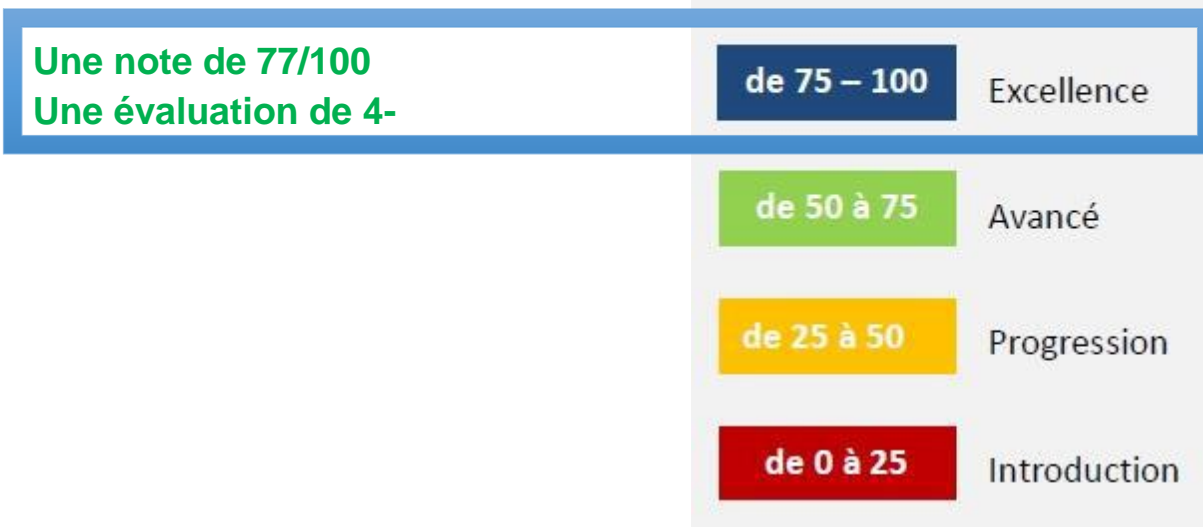 Une note de 77/100
Une évaluation de 4-
de 75 – 100 Excellence
de 50 à 75 Avancé
de 25 à 50 Progression
de 0 à 25 Introduction